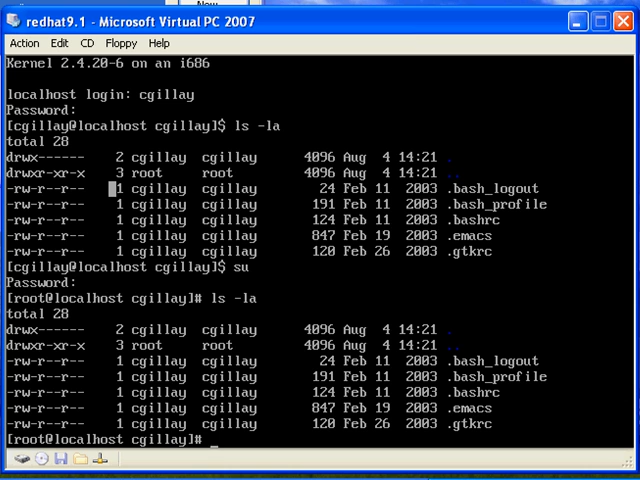 New
redhat9.1 - Microsoft Virtual PC 2007
Action Edit CD Floppy Help
Kernel 2.4.20-6 on an i686
localhost login: cgillay
Password:
[cgillay@localhost cgillay]$ ls -la
total 28
drwx------ 2 cgillay cgillay 4096 Aug 4 14:21 .
drwxr-xr-x 3 root root 4096 Aug 4 14:21 ..
-rw-r--r-- 1 cgillay cgillay 24 Feb 11 2003 .bash_logout
-rw-r--r-- 1 cgillay cgillay 191 Feb 11 2003 .bash_profile
-rw-r--r-- 1 cgillay cgillay 124 Feb 11 2003 .bashrc
-rw-r--r-- 1 cgillay cgillay 847 Feb 19 2003 .emacs
-rw-r--r-- 1 cgillay cgillay 120 Feb 26 2003 .gtkrc
[cgillay@localhost cgillay]$ su
Password:
[root@localhost cgillay]# ls -la
total 28
drwx------ 2 cgillay cgillay 4096 Aug 4 14:21 .
drwxr-xr-x 3 root root 4096 Aug 4 14:21 ..
-rw-r--r-- 1 cgillay cgillay 24 Feb 11 2003 .bash_logout
-rw-r--r-- 1 cgillay cgillay 191 Feb 11 2003 .bash_profile
-rw-r--r-- 1 cgillay cgillay 124 Feb 11 2003 .bashrc
-rw-r--r-- 1 cgillay cgillay 847 Feb 19 2003 .emacs
-rw-r--r-- 1 cgillay cgillay 120 Feb 26 2003 .gtkrc
[root@localhost cgillay]# _